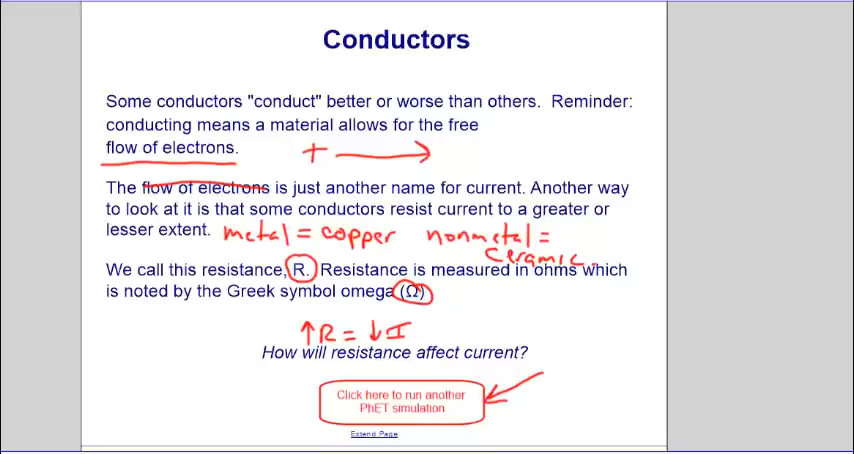 Conductors
Some conductors "conduct" better or worse than others. Reminder:
conducting means a material allows for the free
flow of electrons.
+
The flow of electrons is just another name for current. Another way
to look at it is that some conductors resist current to a greater or
lesser extent. metal = copper nonmetal =
ceramic.
We call this resistance, R. Resistance is measured in ohms which
is noted by the Greek symbol omega (Ω)
↑R = ↓I
How will resistance affect current?
Click here to run another
PhET simulation
Extend Page